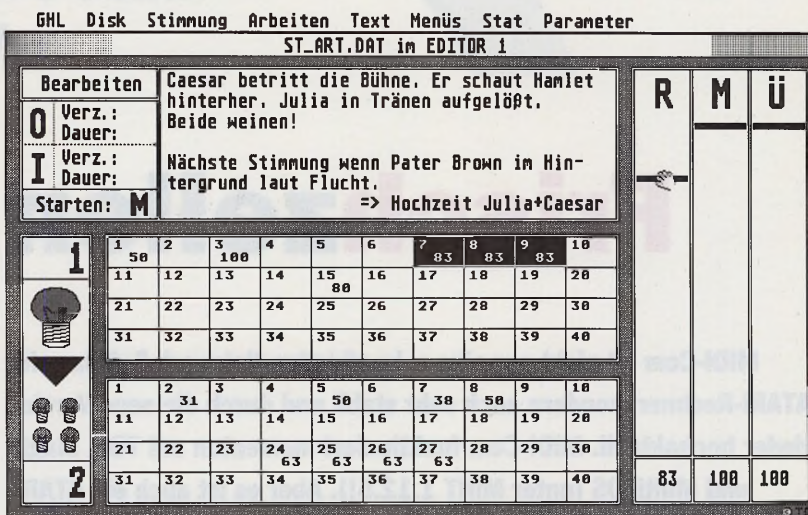 GHL Disk Stimmung Arbeiten Text Menüs Stat Parameter
ST_ART.DAT im EDITOR 1
Bearbeiten
O Verz.:
Dauer:
I Verz.:
Dauer:
Starten: M
Caesar betritt die Bühne. Er schaut Hamlet
hinterher. Julia in Tränen aufgelößt.
Beide weinen!
Nächste Stimmung wenn Pater Brown im Hin-
tergrund laut Flucht.
=> Hochzeit Julia+Caesar
R M Ü
1
1 2 3 4 5 6 7 8 9 10
50 100 83 83 83
11 12 13 14 15 16 17 18 19 20
80
21 22 23 24 25 26 27 28 29 30
31 32 33 34 35 36 37 38 39 40
2
1 2 3 4 5 6 7 8 9 10
31 50 38 50
11 12 13 14 15 16 17 18 19 20
21 22 23 24 25 26 27 28 29 30
63 63 63 63
31 32 33 34 35 36 37 38 39 40
83 100 100